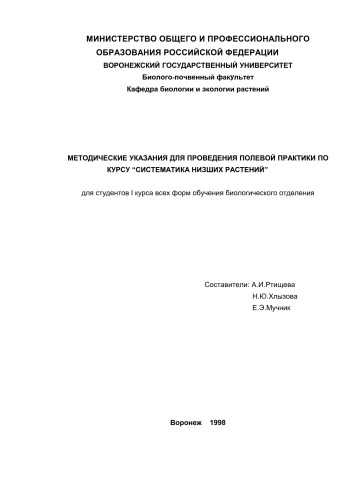 МИНИСТЕРСТВО ОБЩЕГО И ПРОФЕССИОНАЛЬНОГО
ОБРАЗОВАНИЯ РОССИЙСКОЙ ФЕДЕРАЦИИ
ВОРОНЕЖСКИЙ ГОСУДАРСТВЕННЫЙ УНИВЕРСИТЕТ
Биолого-почвенный факультет
Кафедра биологии и экологии растений
МЕТОДИЧЕСКИЕ УКАЗАНИЯ ДЛЯ ПРОВЕДЕНИЯ ПОЛЕВОЙ ПРАКТИКИ ПО
КУРСУ “СИСТЕМАТИКА НИЗШИХ РАСТЕНИЙ”
для студентов I курса всех форм обучения биологического отделения
Составители: А.И.Ртищева
Н.Ю.Хлызова
Е.Э.Мучник
Воронеж 1998